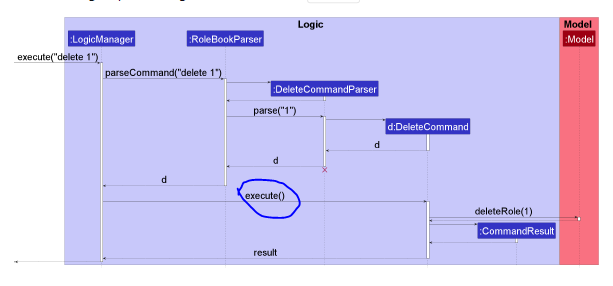 Logic
Model
:LogicManager
:RoleBookParser
:Model
execute("delete 1")
parseCommand("delete 1")
:DeleteCommandParser
parse("1")
d:DeleteCommand
d
d
d
execute()
deleteRole(1)
:CommandResult
result